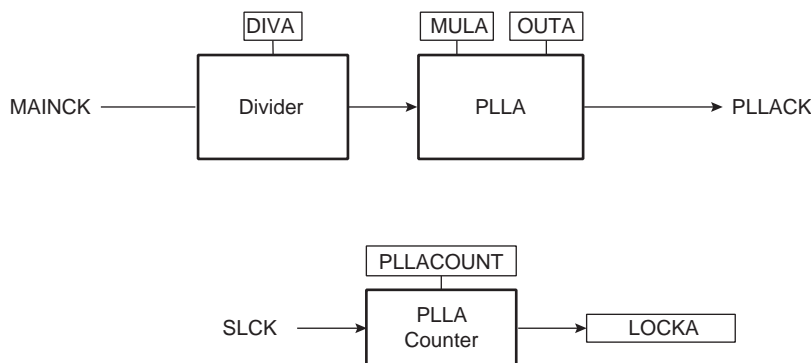 DIVA
MULA
OUTA
MAINCK
Divider
PLLA
PLLACK
PLLACOUNT
SLCK
PLLA
Counter
LOCKA